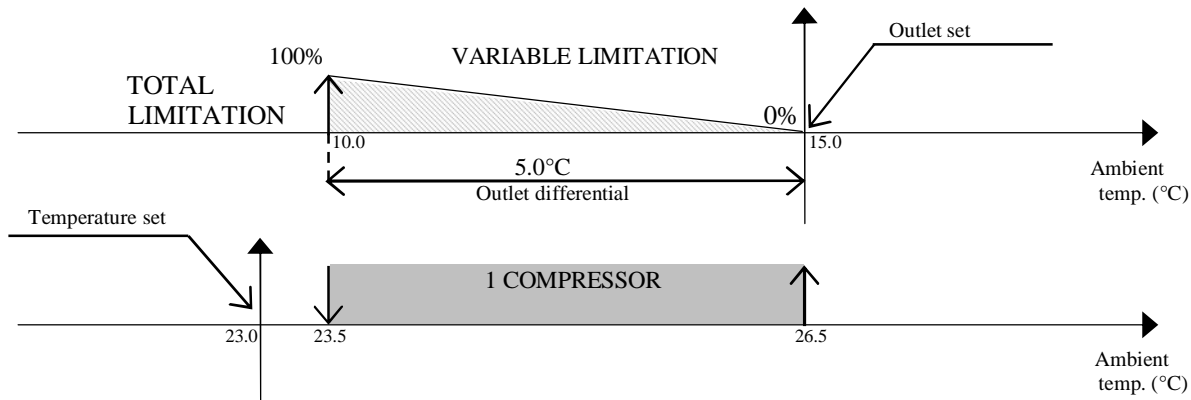 Outlet set
VARIABLE LIMITATION
100%
TOTAL
LIMITATION
0%
10.0
15.0
5.0°C
Outlet differential
Ambient
temp. (°C)
Temperature set
1 COMPRESSOR
23.0
23.5
26.5
Ambient
temp. (°C)